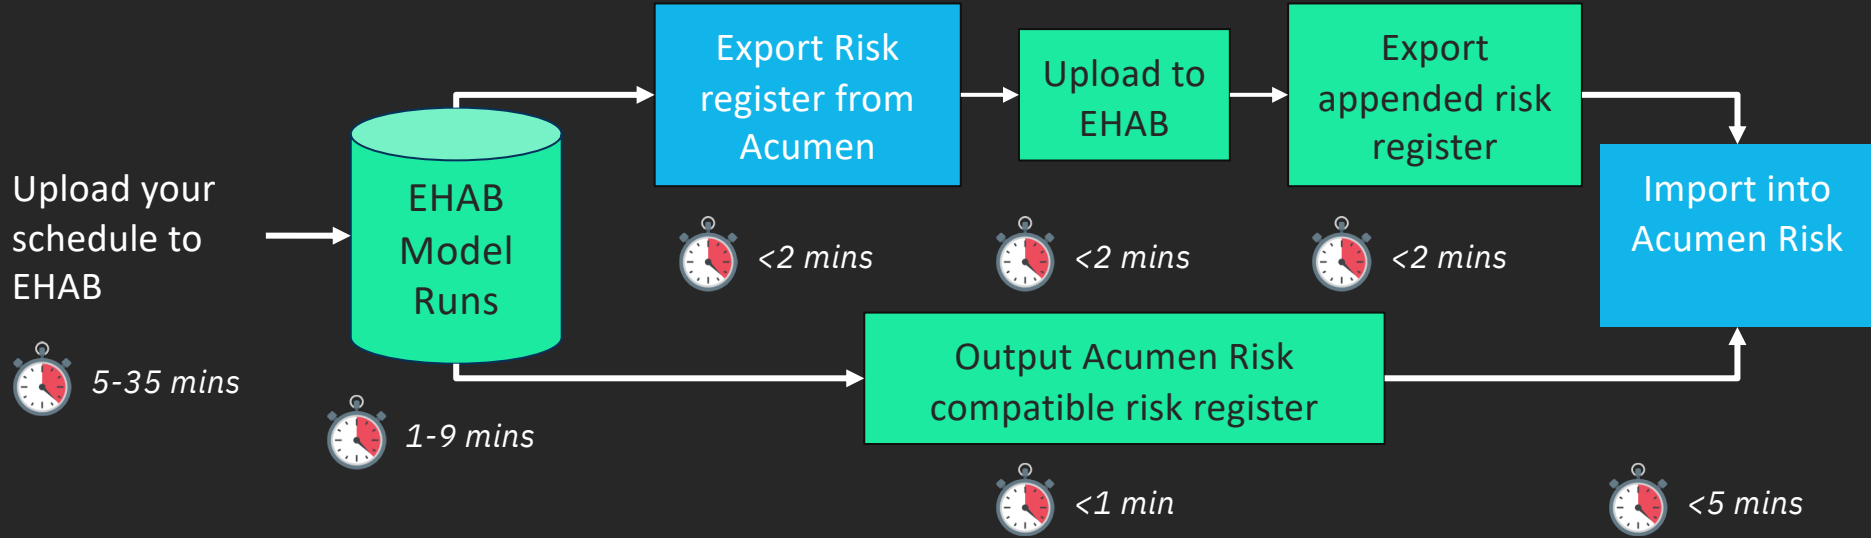 Upload your
schedule to
EHAB
5-35 mins
EHAB
Model
Runs
1-9 mins
Export Risk
register from
Acumen
<2 mins
Upload to
EHAB
<2 mins
Export
appended risk
register
<2 mins
Output Acumen Risk
compatible risk register
<1 min
Import into
Acumen Risk
<5 mins